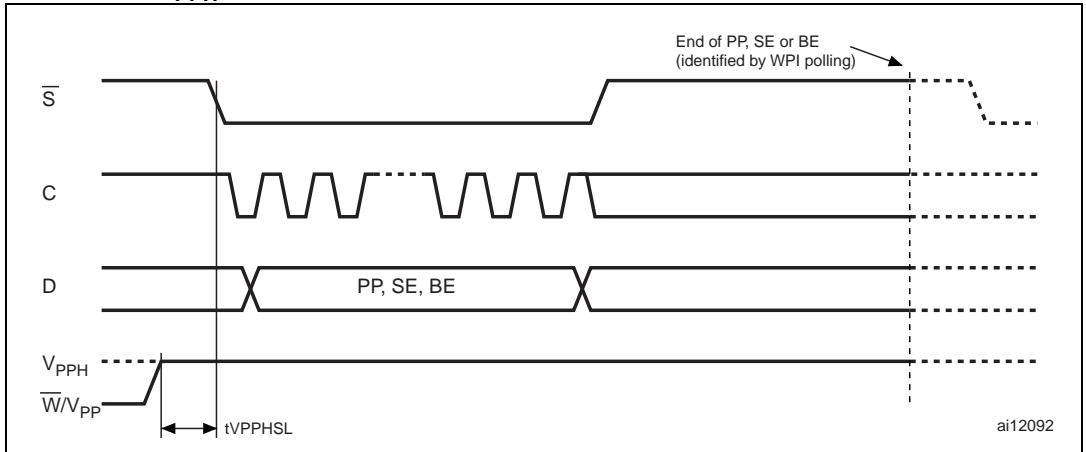 End of PP, SE or BE
(identified by WPI polling)
S
C
D
PP, SE, BE
VPPH
W/VPP
tVPPHSL
ai12092